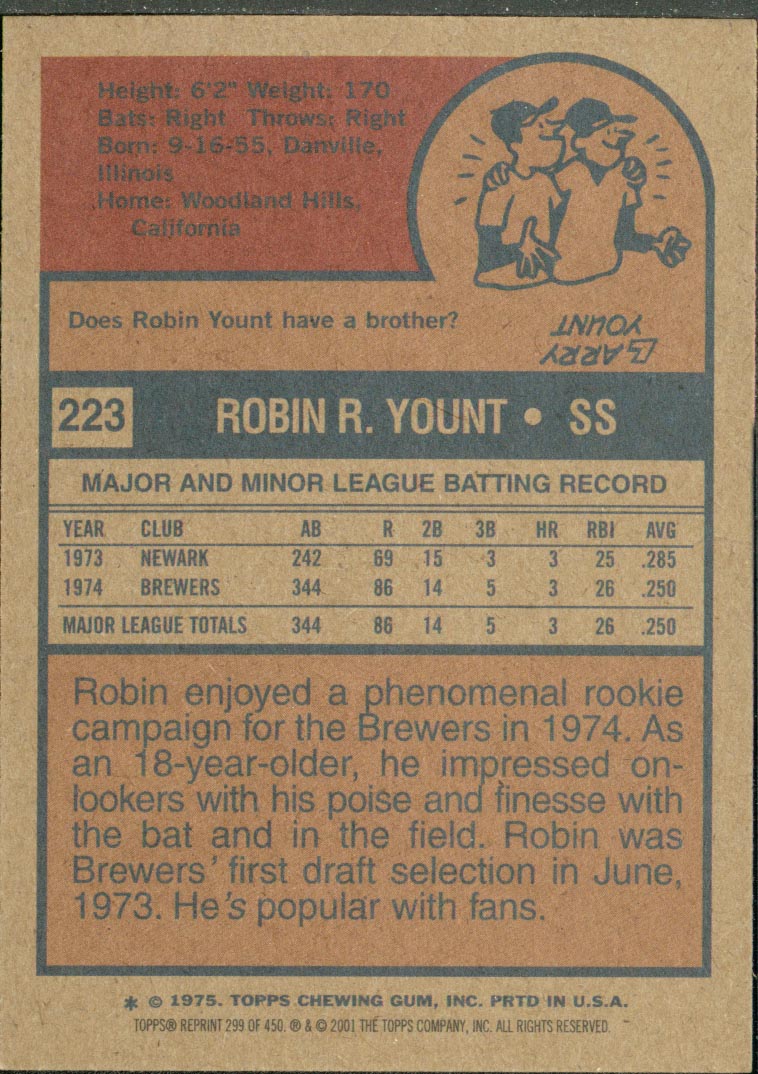 Height: 6'2" Weight: 170
Bats: Right Throws: Right
Born: 9-16-55, Danville,
Illinois
Home: Woodland Hills,
California
Does Robin Yount have a brother?
BARRY
YOUNT
223 ROBIN R. YOUNT • SS
MAJOR AND MINOR LEAGUE BATTING RECORD
YEAR CLUB AB R 2B 3B HR RBI AVG
1973 NEWARK 242 69 15 3 3 25 .285
1974 BREWERS 344 86 14 5 3 26 .250
MAJOR LEAGUE TOTALS 344 86 14 5 3 26 .250
Robin enjoyed a phenomenal rookie
campaign for the Brewers in 1974. As
an 18-year-older, he impressed on-
lookers with his poise and finesse with
the bat and in the field. Robin was
Brewers' first draft selection in June,
1973. He's popular with fans.
* © 1975. TOPPS CHEWING GUM, INC. PRTD IN U.S.A.
TOPPS® REPRINT 299 OF 450. ® & © 2001 THE TOPPS COMPANY, INC. ALL RIGHTS RESERVED.